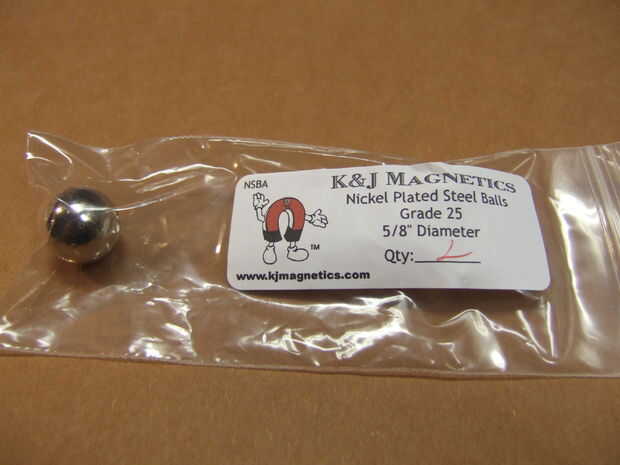 NSBA
K&J MAGNETICS
Nickel Plated Steel Balls
Grade 25
5/8" Diameter
Qty:
TM
www.kjmagnetics.com